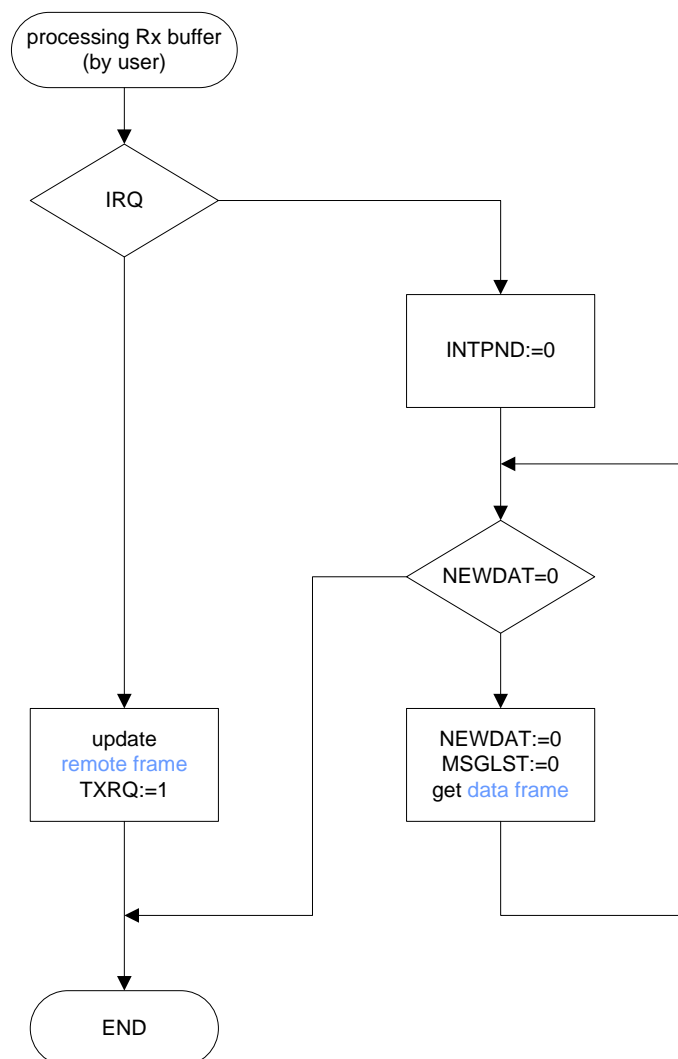 processing Rx buffer
(by user)
IRQ
INTPND:=0
NEWDAT=0
update
remote frame
TXRQ:=1
NEWDAT:=0
MSGLST:=0
get data frame
END